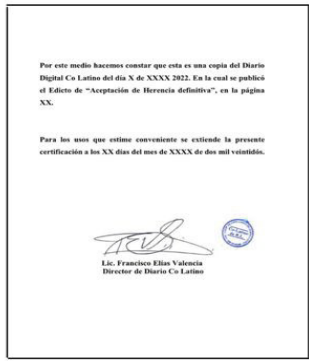 Por este medio hacemos constar que esta es una copia del Diario
Digital Co Latino del día X de XXXX 2022. En la cual se publicó
el Edicto de “Aceptación de Herencia definitiva”, en la página
XX.
Para los usos que estime conveniente se extiende la presente
certificación a los XX días del mes de XXXX de dos mil veintidós.
Lic. Francisco Elías Valencia
Director de Diario Co Latino